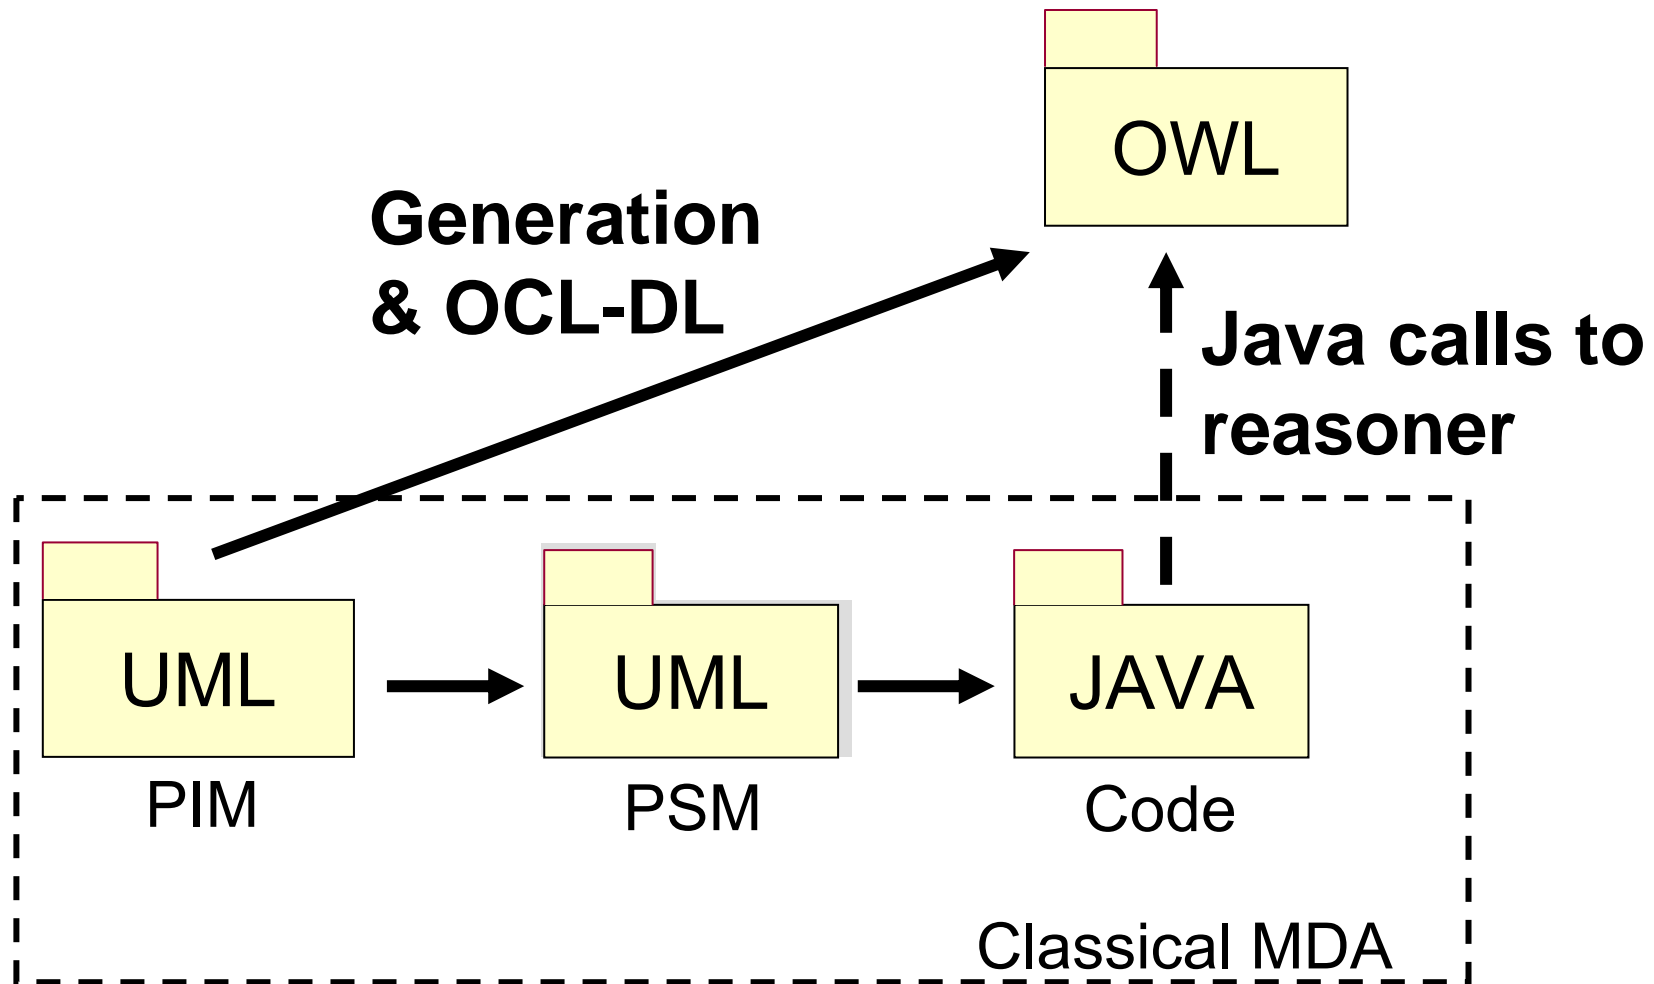 OWL
Generation
& OCL-DL
Java calls to
reasoner
UML
UML
JAVA
PIM
PSM
Code
Classical MDA